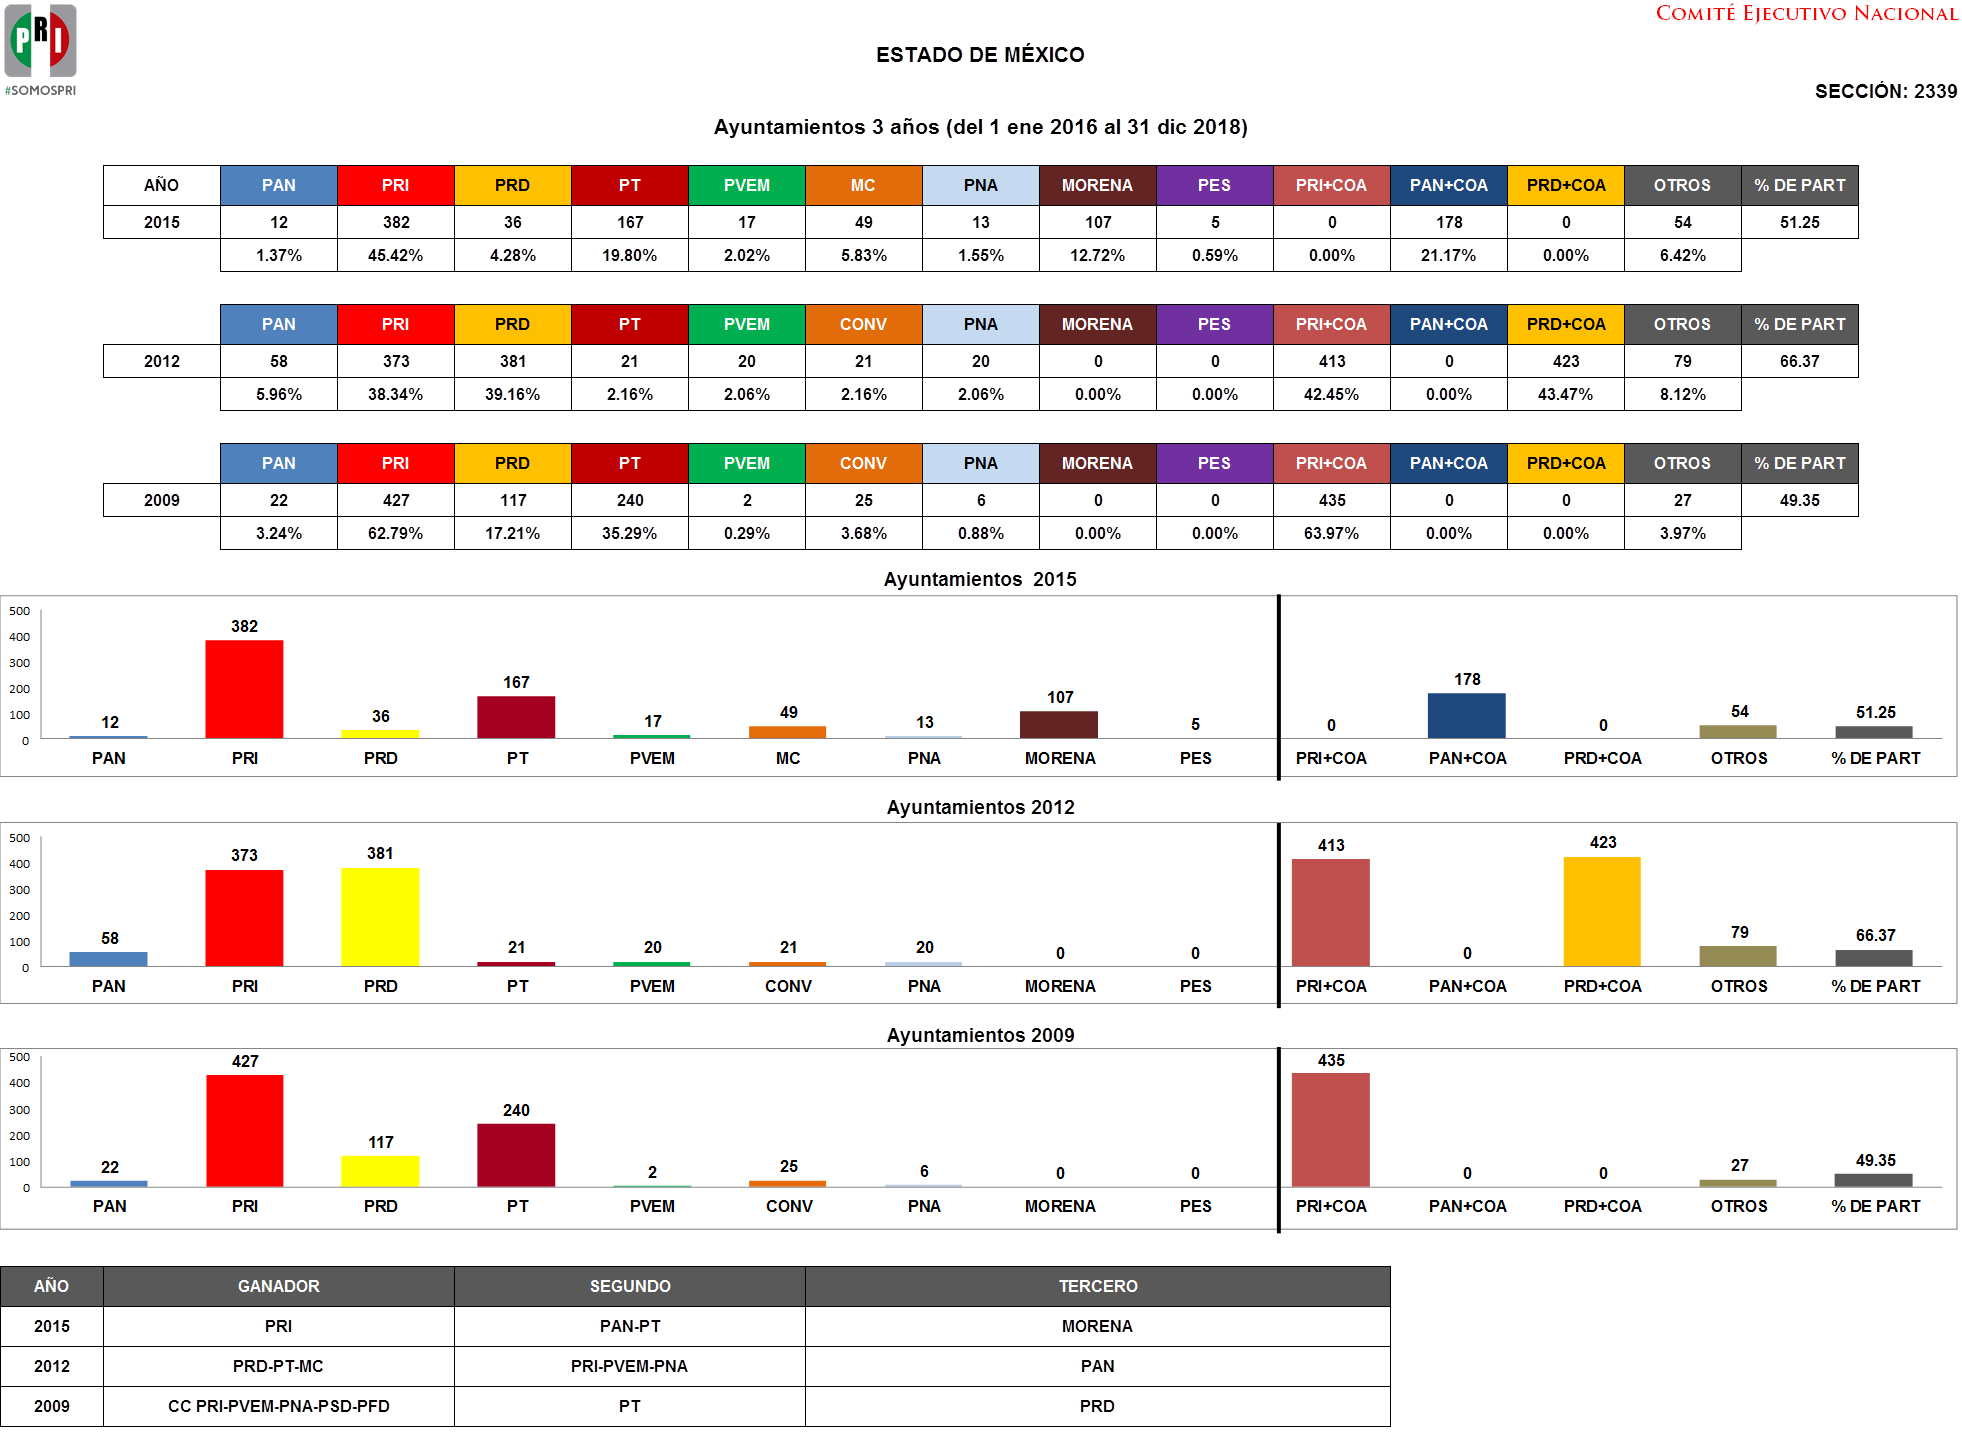 PRI
#SOMOSPRI
COMITÉ EJECUTIVO NACIONAL
ESTADO DE MÉXICO
SECCIÓN: 2339
Ayuntamientos 3 años (del 1 ene 2016 al 31 dic 2018)
AÑO PAN PRI PRD PT PVEM MC PNA MORENA PES PRI+COA PAN+COA PRD+COA OTROS % DE PART
2015 12 382 36 167 17 49 13 107 5 0 178 0 54 51.25
1.37% 45.42% 4.28% 19.80% 2.02% 5.83% 1.55% 12.72% 0.59% 0.00% 21.17% 0.00% 6.42%
PAN PRI PRD PT PVEM CONV PNA MORENA PES PRI+COA PAN+COA PRD+COA OTROS % DE PART
2012 58 373 381 21 20 21 20 0 0 413 0 423 79 66.37
5.96% 38.34% 39.16% 2.16% 2.06% 2.16% 2.06% 0.00% 0.00% 42.45% 0.00% 43.47% 8.12%
PAN PRI PRD PT PVEM CONV PNA MORENA PES PRI+COA PAN+COA PRD+COA OTROS % DE PART
2009 22 427 117 240 2 25 6 0 0 435 0 0 27 49.35
3.24% 62.79% 17.21% 35.29% 0.29% 3.68% 0.88% 0.00% 0.00% 63.97% 0.00% 0.00% 3.97%
Ayuntamientos 2015
500
400
300
200
100
0
12 382 36 167 17 49 13 107 5 0 178 0 54 51.25
PAN PRI PRD PT PVEM MC PNA MORENA PES PRI+COA PAN+COA PRD+COA OTROS % DE PART
Ayuntamientos 2012
500
400
300
200
100
0
58 373 381 21 20 21 20 0 0 413 0 423 79 66.37
PAN PRI PRD PT PVEM CONV PNA MORENA PES PRI+COA PAN+COA PRD+COA OTROS % DE PART
Ayuntamientos 2009
500
400
300
200
100
0
22 427 117 240 2 25 6 0 0 435 0 0 27 49.35
PAN PRI PRD PT PVEM CONV PNA MORENA PES PRI+COA PAN+COA PRD+COA OTROS % DE PART
AÑO GANADOR SEGUNDO TERCERO
2015 PRI PAN-PT MORENA
2012 PRD-PT-MC PRI-PVEM-PNA PAN
2009 CC PRI-PVEM-PNA-PSD-PFD PT PRD